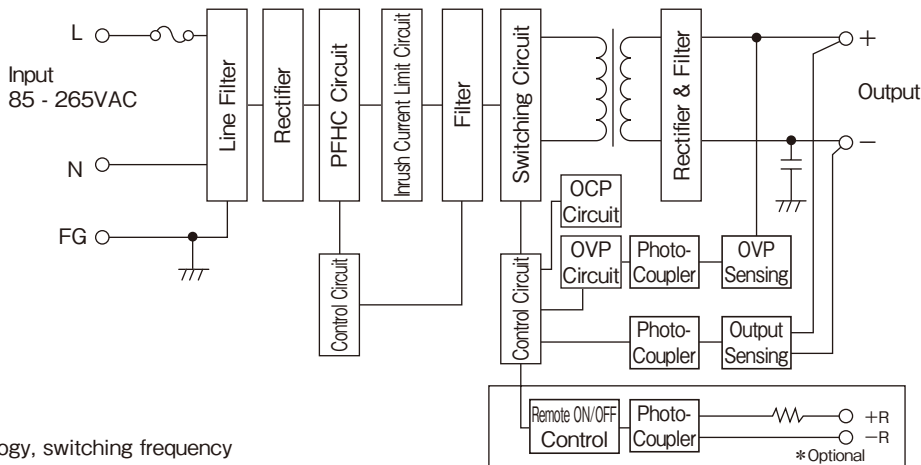 L
Input
85 - 265VAC
N
FG
Line Filter
Rectifier
PFHC Circuit
Inrush Current Limit Circuit
Filter
Switching Circuit
Rectifier & Filter
+
Output
−
Control Circuit
Control Circuit
OCP
Circuit
OVP
Circuit
Photo-
Coupler
OVP
Sensing
Photo-
Coupler
Output
Sensing
Remote ON/OFF
Control
Photo-
Coupler
+R
−R
*Optional
ogy, switching frequency